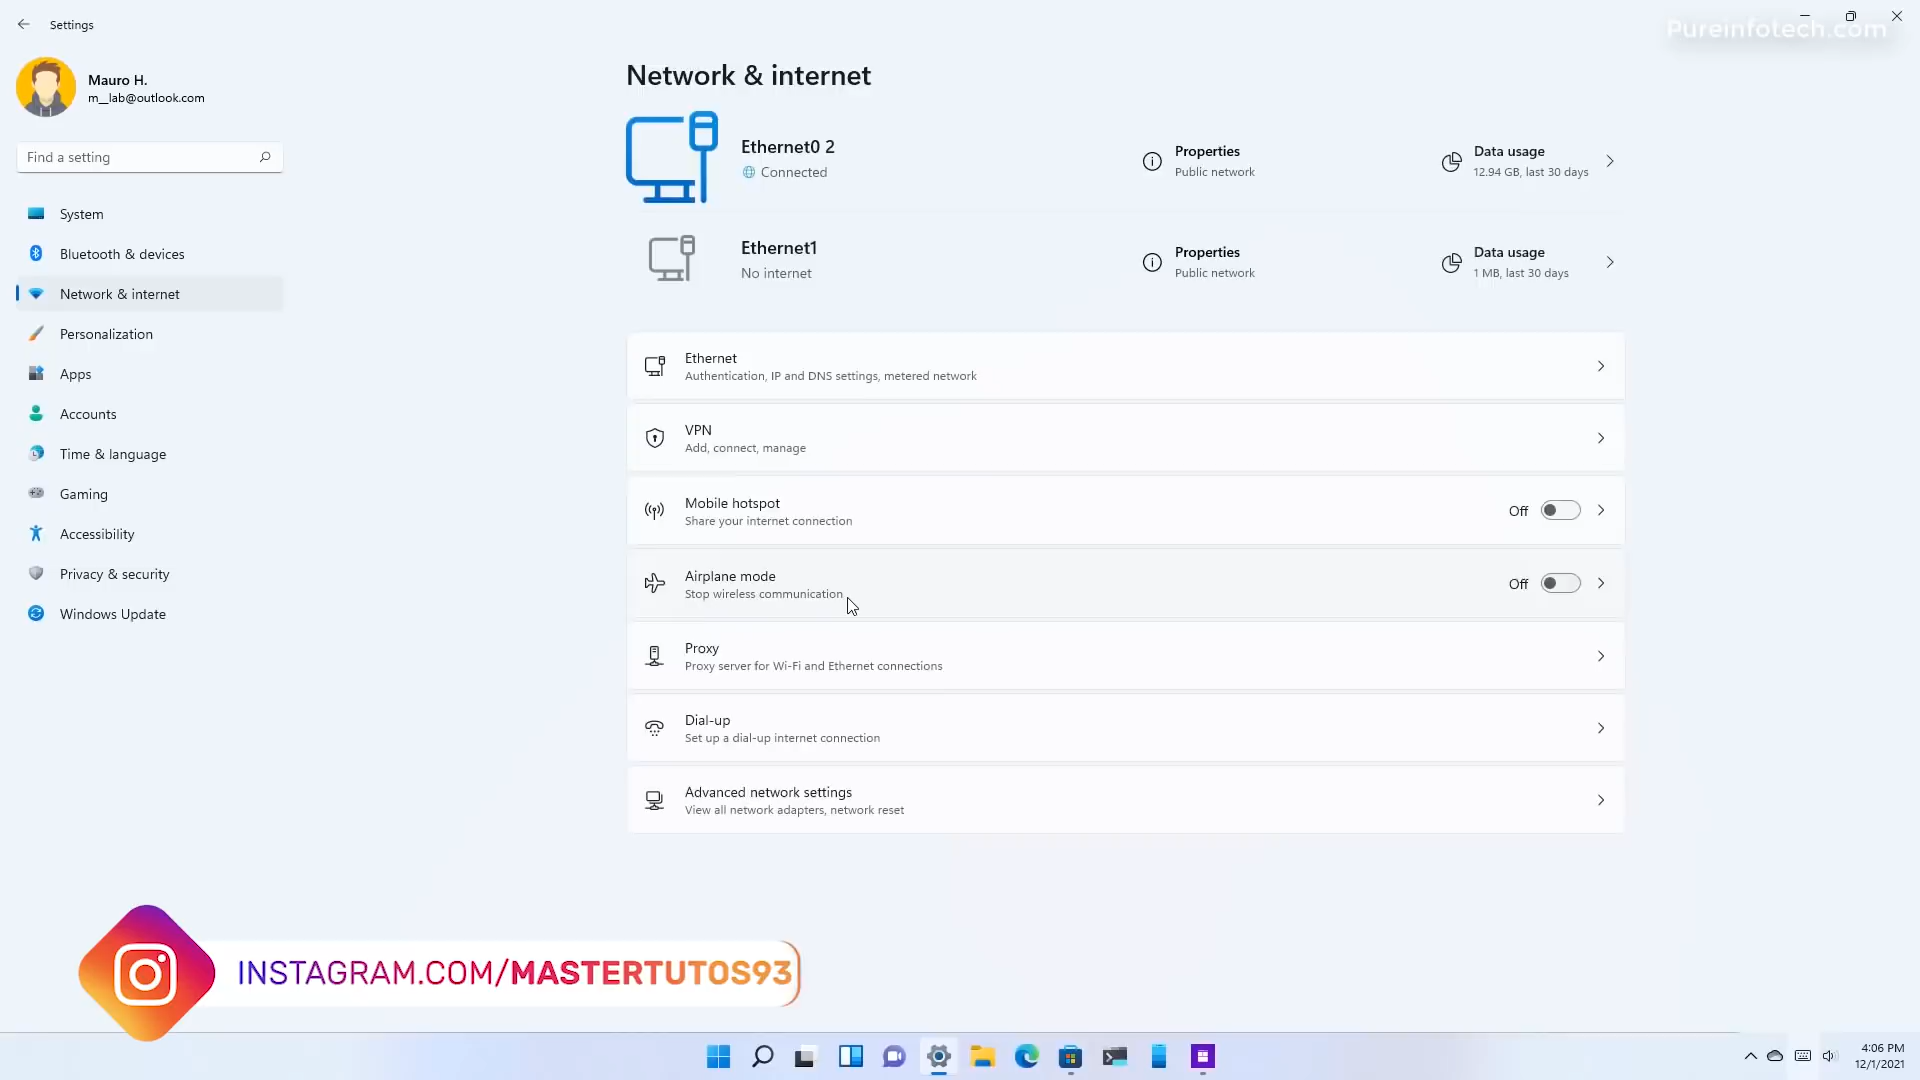 Settings
Pureinfotech.com
Mauro H.
m__lab@outlook.com
Find a setting
System
Bluetooth & devices
Network & internet
Personalization
Apps
Accounts
Time & language
Gaming
Accessibility
Privacy & security
Windows Update
Network & internet
Ethernet0 2
Connected
Properties
Public network
Data usage
12.94 GB, last 30 days
Ethernet1
No internet
Properties
Public network
Data usage
1 MB, last 30 days
Ethernet
Authentication, IP and DNS settings, metered network
VPN
Add, connect, manage
Mobile hotspot
Share your internet connection
Off
Airplane mode
Stop wireless communication
Off
Proxy
Proxy server for Wi-Fi and Ethernet connections
Dial-up
Set up a dial-up internet connection
Advanced network settings
View all network adapters, network reset
INSTAGRAM.COM/MASTERTUTOS93
4:06 PM
12/1/2021